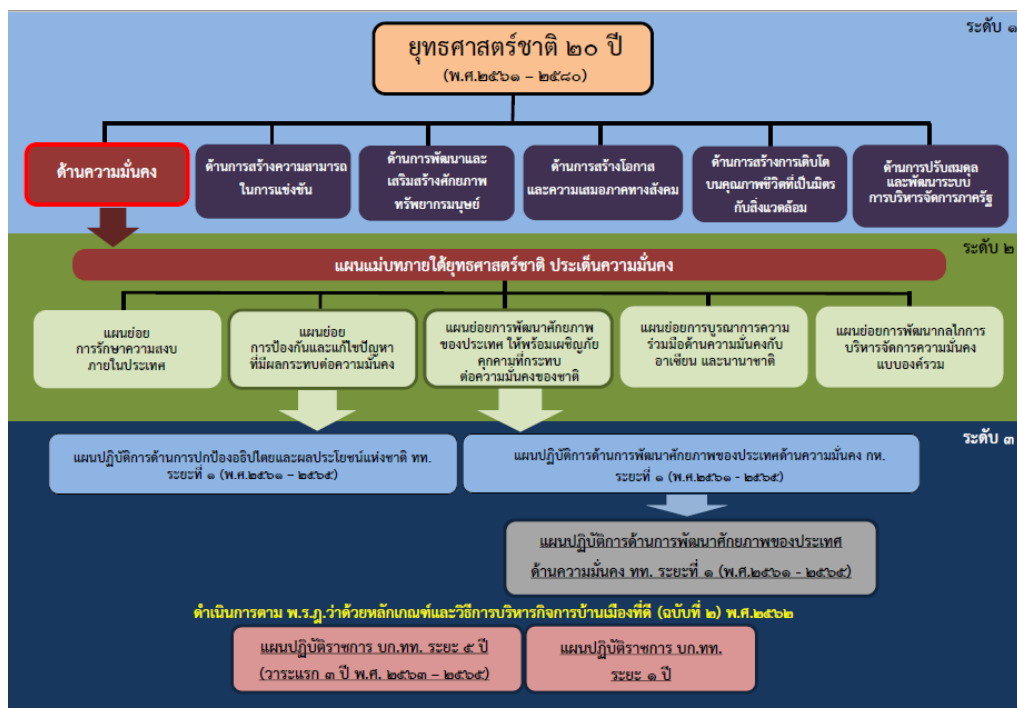 ระดับ ๑
ยุทธศาสตร์ชาติ ๒๐ ปี
(พ.ศ.๒๕๖๑ - ๒๕๘๐)
ด้านความมั่นคง
ด้านการสร้างความสามารถ
ในการแข่งขัน
ด้านการพัฒนาและ
เสริมสร้างศักยภาพ
ทรัพยากรมนุษย์
ด้านการสร้างโอกาส
และความเสมอภาคทางสังคม
ด้านการสร้างการเติบโต
บนคุณภาพชีวิตที่เป็นมิตร
กับสิ่งแวดล้อม
ด้านการปรับสมดุล
และพัฒนาระบบ
การบริหารจัดการภาครัฐ
ระดับ ๒
แผนแม่บทภายใต้ยุทธศาสตร์ชาติ ประเด็นความมั่นคง
แผนย่อย
การรักษาความสงบ
ภายในประเทศ
แผนย่อย
การป้องกันและแก้ไขปัญหา
ที่มีผลกระทบต่อความมั่นคง
แผนย่อยการพัฒนาศักยภาพ
ของประเทศ ให้พร้อมเผชิญภัย
คุกคามที่กระทบ
ต่อความมั่นคงของชาติ
แผนย่อยการบูรณาการความ
ร่วมมือด้านความมั่นคงกับ
อาเซียน และนานาชาติ
แผนย่อยการพัฒนากลไกการ
บริหารจัดการความมั่นคง
แบบองค์รวม
ระดับ ๓
แผนปฏิบัติการด้านการปกป้องอธิปไตยและผลประโยชน์แห่งชาติ ทท.
ระยะที่ ๑ (พ.ศ.๒๕๖๑ - ๒๕๖๕)
แผนปฏิบัติการด้านการพัฒนาศักยภาพของประเทศด้านความมั่นคง กห.
ระยะที่ ๑ (พ.ศ.๒๕๖๑ - ๒๕๖๕)
แผนปฏิบัติการด้านการพัฒนาศักยภาพของประเทศ
ด้านความมั่นคง ทท. ระยะที่ ๑ (พ.ศ.๒๕๖๑ - ๒๕๖๕)
ดำเนินการตาม พ.ร.ฎ.ว่าด้วยหลักเกณฑ์และวิธีการบริหารกิจการบ้านเมืองที่ดี (ฉบับที่ ๒) พ.ศ.๒๕๖๒
แผนปฏิบัติราชการ บก.ทท. ระยะ ๕ ปี
(วาระแรก ๓ ปี พ.ศ. ๒๕๖๓ - ๒๕๖๕)
แผนปฏิบัติราชการ บก.ทท.
ระยะ ๑ ปี